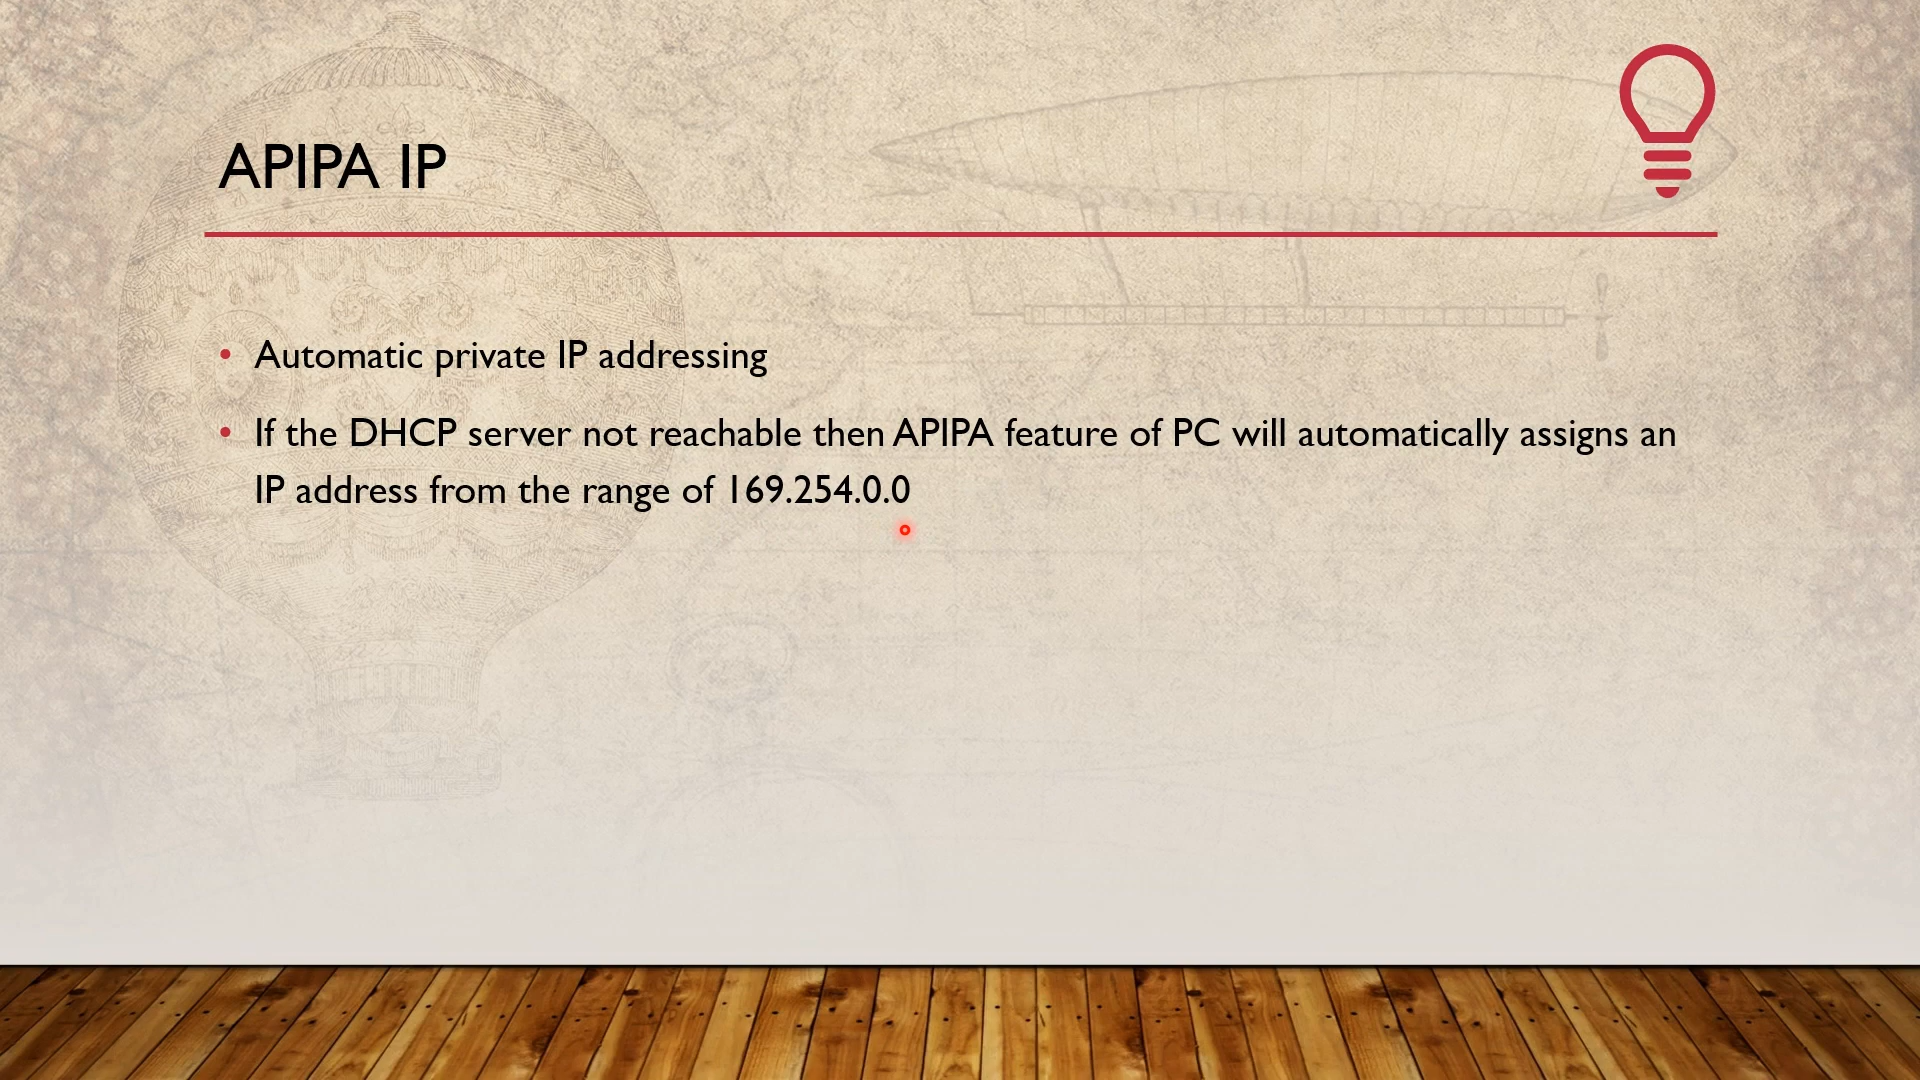 APIPA IP
• Automatic private IP addressing
• If the DHCP server not reachable then APIPA feature of PC will automatically assigns an
IP address from the range of 169.254.0.0